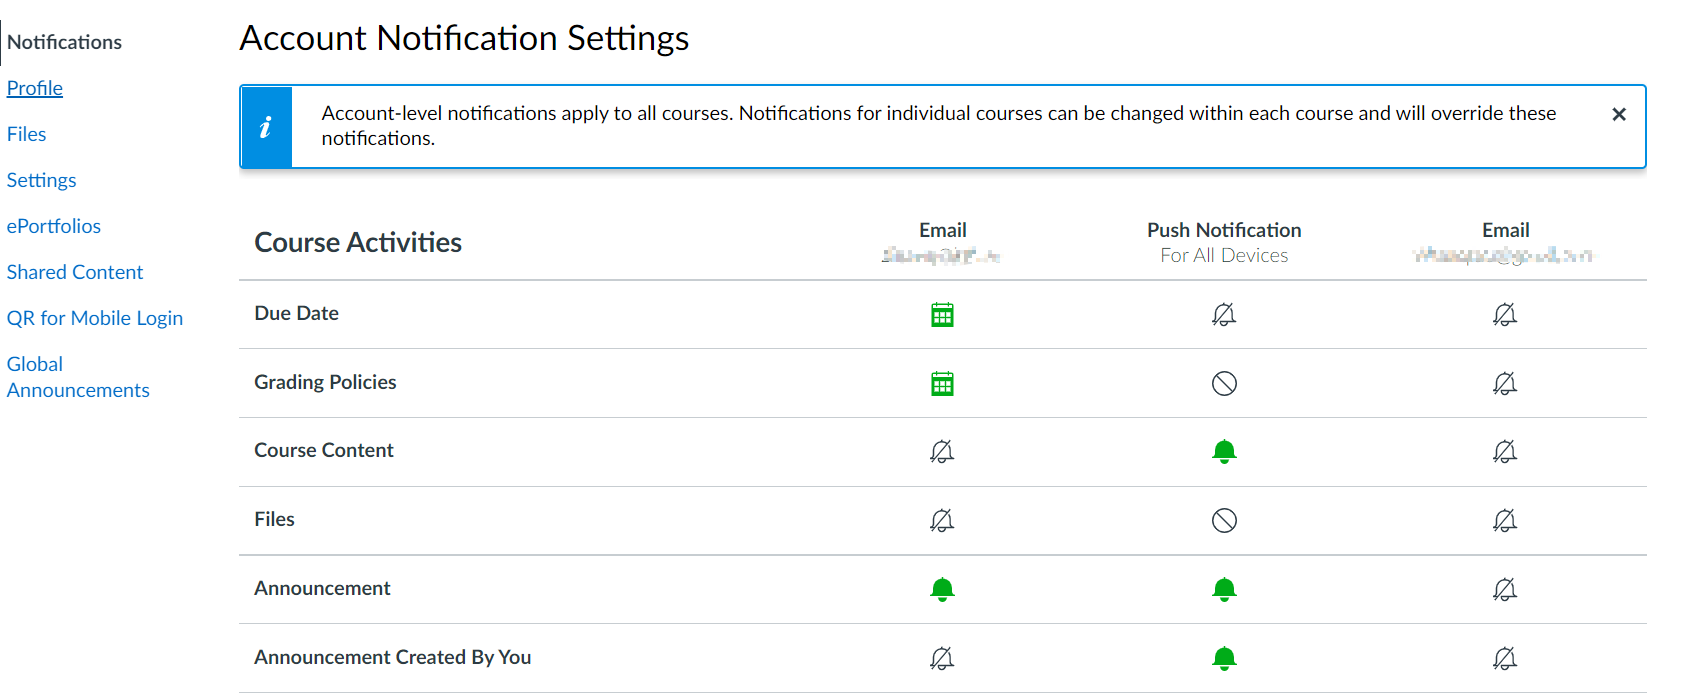 Notifications
Profile
Files
Settings
ePortfolios
Shared Content
QR for Mobile Login
Global
Announcements
Account Notification Settings
i
Account-level notifications apply to all courses. Notifications for individual courses can be changed within each course and will override these
notifications.
Course Activities
Email
Push Notification
For All Devices
Email
Due Date
Grading Policies
Course Content
Files
Announcement
Announcement Created By You